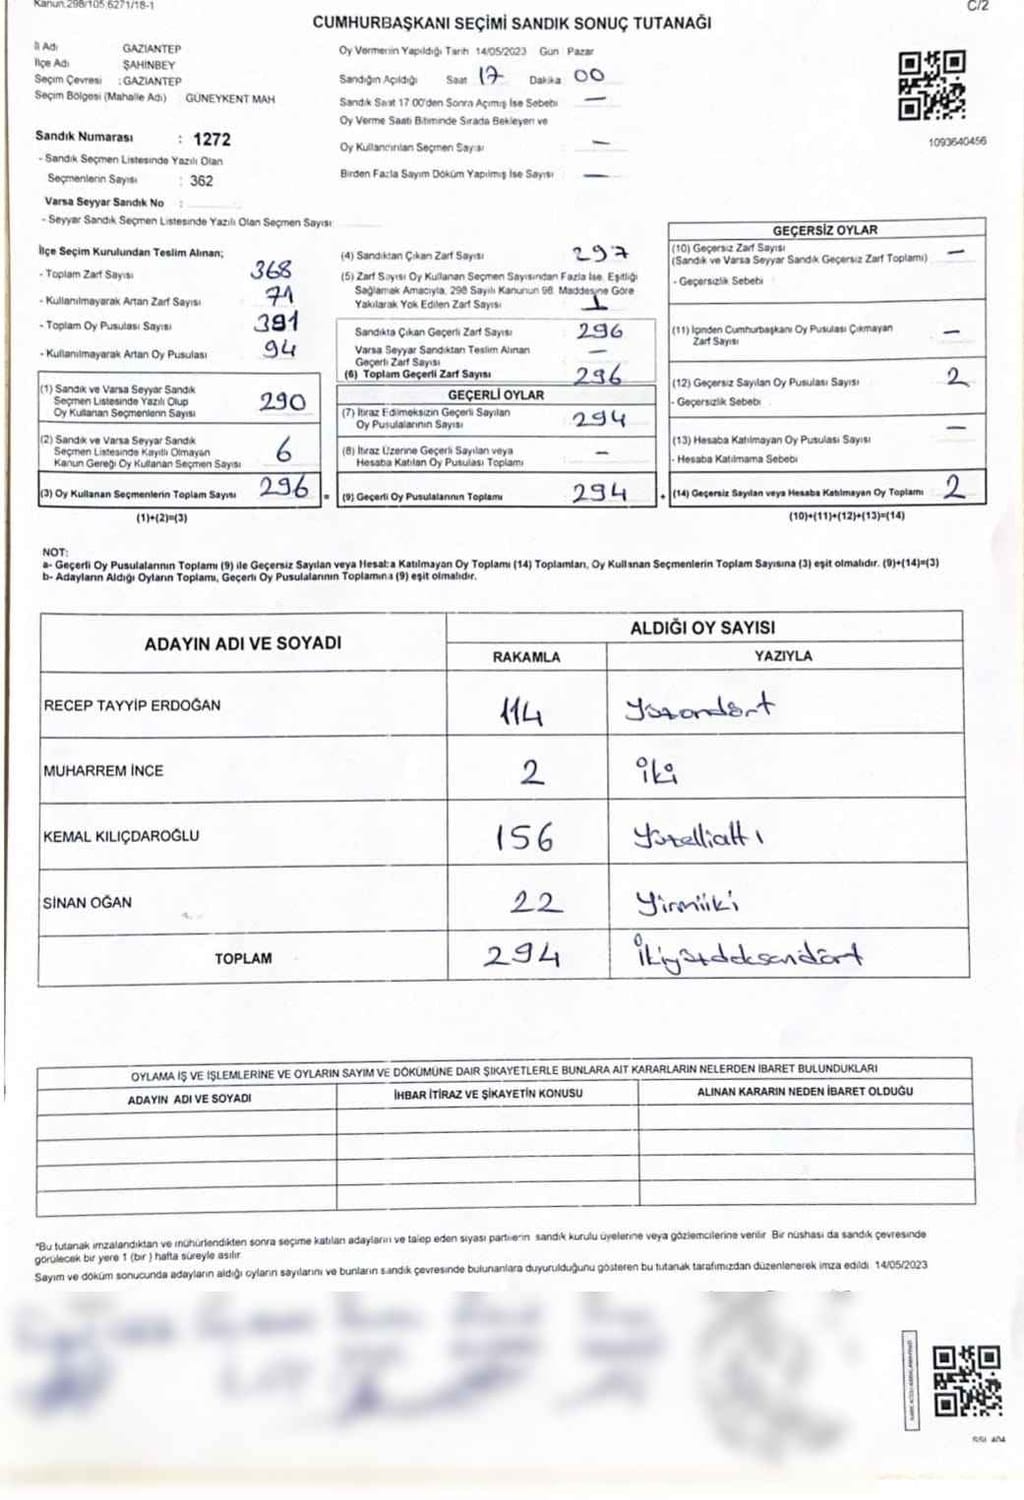 Kanun.298/105,6271/18-1
C/2
CUMHURBAŞKANI SEÇİMİ SANDIK SONUÇ TUTANAĞI
İl Adı GAZİANTEP
İlçe Adı ŞAHİNBEY
Seçim Çevresi : GAZİANTEP
Seçim Bölgesi (Mahalle Adı) GÜNEYKENT MAH
Sandık Numarası : 1272
- Sandık Seçmen Listesinde Yazılı Olan
Seçmenlerin Sayısı : 362
Varsa Seyyar Sandık No :
- Seyyar Sandık Seçmen Listesinde Yazılı Olan Seçmen Sayısı
Oy Vermenin Yapıldığı Tarih 14/05/2023 Gün Pazar
Sandığın Açıldığı Saat 17 Dakika 00
Sandık Saat 17 00'den Sonra Açımış İse Sebebi —
Oy Verme Saati Bitiminde Sırada Bekleyen ve
Oy Kullandırılan Seçmen Sayısı —
Birden Fazla Sayım Döküm Yapılmış İse Sayısı —
1093640456
İlçe Seçim Kurulundan Teslim Alınan;
- Toplam Zarf Sayısı 368
- Kullanılmayarak Artan Zarf Sayısı 71
- Toplam Oy Pusulası Sayısı 391
- Kullanılmayarak Artan Oy Pusulası 94
(1) Sandık ve Varsa Seyyar Sandık
Seçmen Listesinde Yazılı Olup
Oy Kullanan Seçmenlerin Sayısı 290
(2) Sandık ve Varsa Seyyar Sandık
Seçmen Listesinde Kayıtlı Olmayan
Kanun Gereği Oy Kullanan Seçmen Sayısı 6
(3) Oy Kullanan Seçmenlerin Toplam Sayısı 296 =
(1)+(2)=(3)
(4) Sandıktan Çıkan Zarf Sayısı 297
(5) Zarf Sayısı Oy Kullanan Seçmen Sayısından Fazla İse, Eşitliği
Sağlamak Amacıyla, 298 Sayılı Kanunun 98. Maddesine Göre
Yakılarak Yok Edilen Zarf Sayısı 1
Sandıkta Çıkan Geçerli Zarf Sayısı 296
Varsa Seyyar Sandıktan Teslim Alınan
Geçerli Zarf Sayısı —
(6) Toplam Geçerli Zarf Sayısı 296
GEÇERLİ OYLAR
(7) İtiraz Edilmeksizin Geçerli Sayılan
Oy Pusulalarının Sayısı 294
(8) İtiraz Üzerine Geçerli Sayılan veya
Hesaba Katılan Oy Pusulası Toplamı —
(9) Geçerli Oy Pusulalarının Toplamı 294 +
GEÇERSİZ OYLAR
(10) Geçersiz Zarf Sayısı —
(Sandık ve Varsa Seyyar Sandık Geçersiz Zarf Toplamı)
- Geçersizlik Sebebi
(11) İçinden Cumhurbaşkanı Oy Pusulası Çıkmayan
Zarf Sayısı —
(12) Geçersiz Sayılan Oy Pusulası Sayısı 2
- Geçersizlik Sebebi
(13) Hesaba Katılmayan Oy Pusulası Sayısı —
- Hesaba Katılmama Sebebi
(14) Geçersiz Sayılan veya Hesaba Katılmayan Oy Toplamı 2
(10)+(11)+(12)+(13)=(14)
NOT:
a- Geçerli Oy Pusulalarının Toplamı (9) ile Geçersiz Sayılan veya Hesaba Katılmayan Oy Toplamı (14) Toplamları, Oy Kullanan Seçmenlerin Toplam Sayısına (3) eşit olmalıdır. (9)+(14)=(3)
b- Adayların Aldığı Oyların Toplamı, Geçerli Oy Pusulalarının Toplamına (9) eşit olmalıdır.
ADAYIN ADI VE SOYADI
ALDIĞI OY SAYISI
RAKAMLA YAZIYLA
RECEP TAYYİP ERDOĞAN 114 Yüzondört
MUHARREM İNCE 2 iki
KEMAL KILIÇDAROĞLU 156 Yüzellialtı
SİNAN OĞAN 22 Yirmiiki
TOPLAM 294 İkiyüzdoksandört
OYLAMA İŞ VE İŞLEMLERİNE VE OYLARIN SAYIM VE DÖKÜMÜNE DAİR ŞİKAYETLERLE BUNLARA AİT KARARLARIN NELERDEN İBARET BULUNDUKLARI
ADAYIN ADI VE SOYADI İHBAR İTİRAZ VE ŞİKAYETİN KONUSU ALINAN KARARIN NEDEN İBARET OLDUĞU
*Bu tutanak imzalandıktan ve mühürlendikten sonra seçime katılan adayların ve talep eden siyasi partilerin sandık kurulu üyelerine veya gözlemcilerine verilir Bir nüshası da sandık çevresinde
görülecek bir yere 1 (bir) hafta süreyle asılır
Sayım ve döküm sonucunda adayların aldığı oyların sayılarını ve bunların sandık çevresinde bulunanlara duyurulduğunu gösteren bu tutanak tarafımızdan düzenlenerek imza edildi 14/05/2023